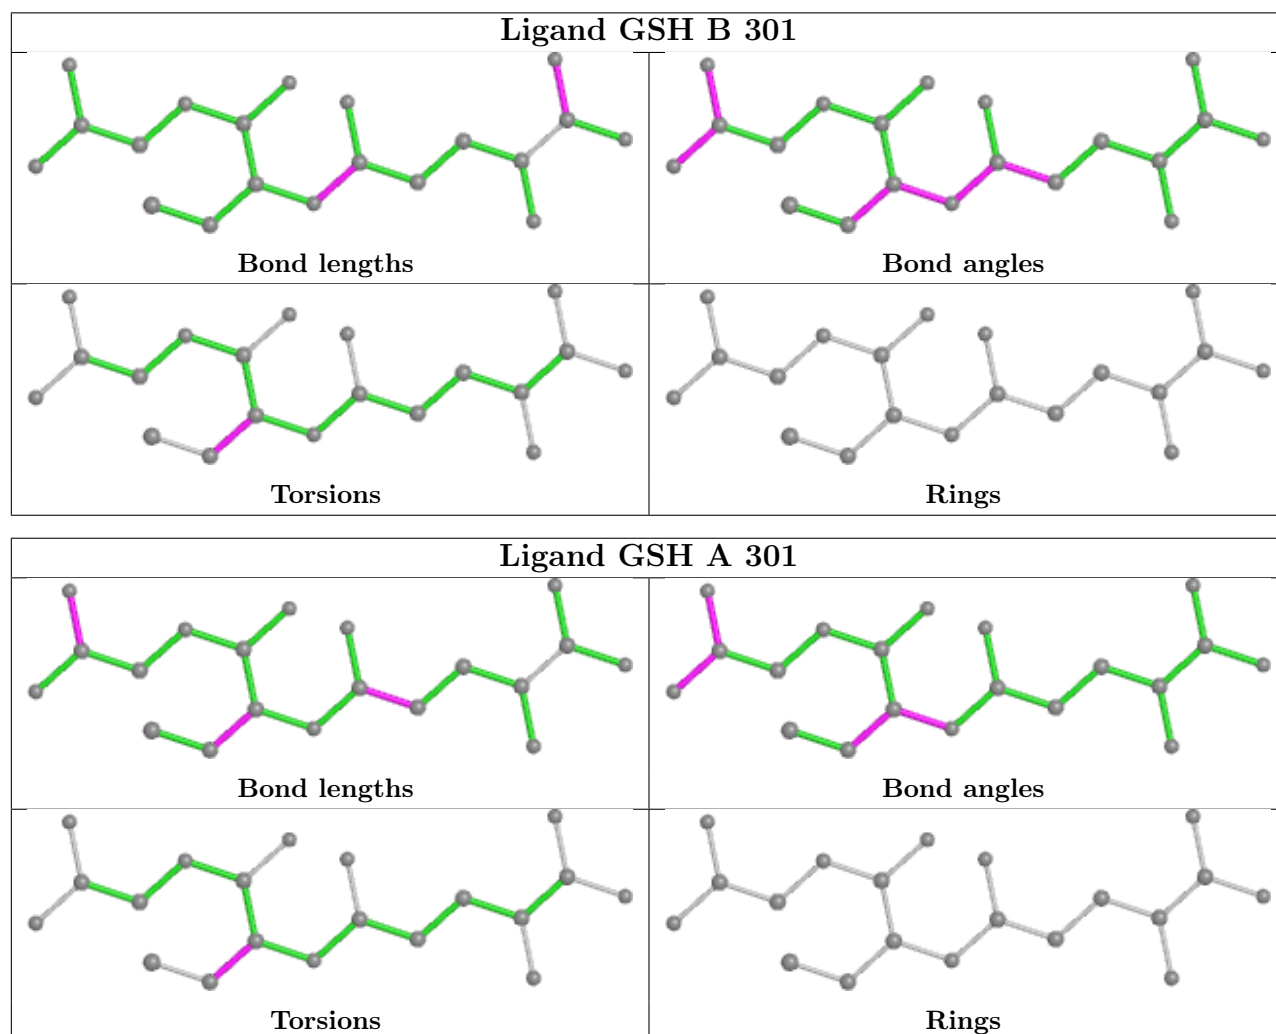 Ligand GSH B 301
Bond lengths
Bond angles
Torsions
Rings
Ligand GSH A 301
Bond lengths
Bond angles
Torsions
Rings